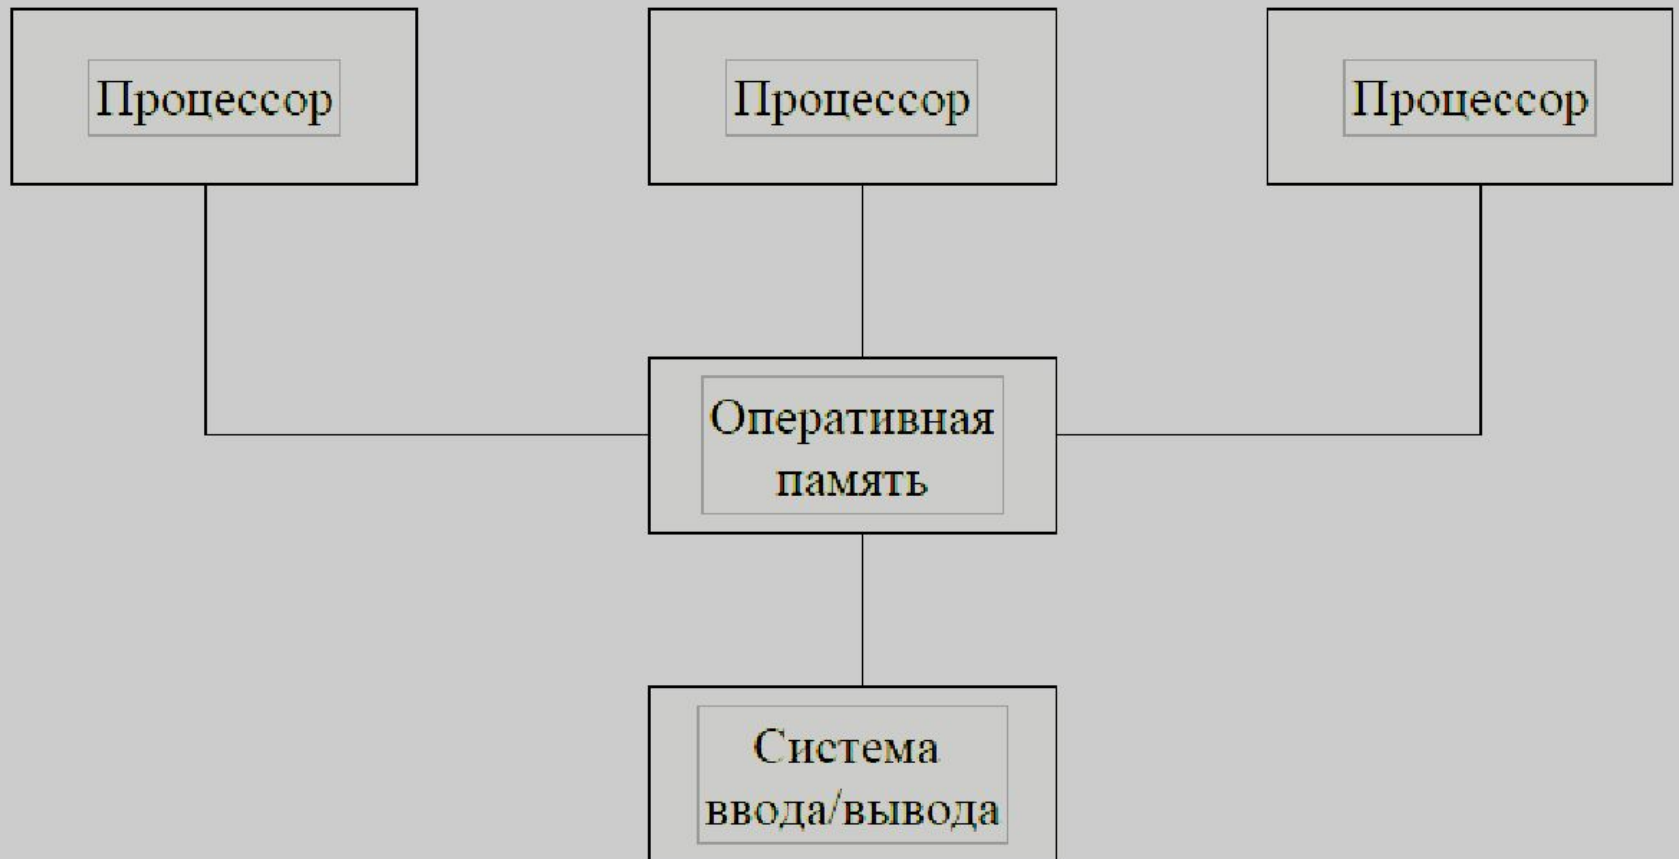 Процессор
Процессор
Процессор
Оперативная
память
Система
ввода/вывода